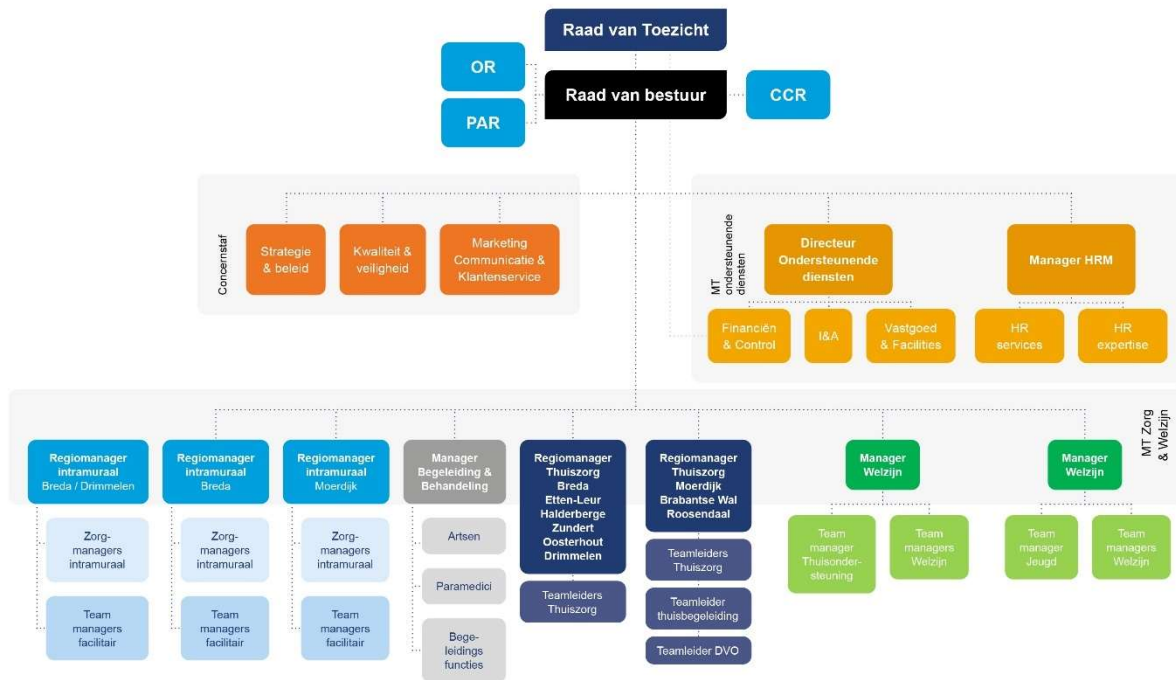 Raad van Toezicht
OR
Raad van bestuur
CCR
PAR
Concernstaf
Strategie
& beleid
Kwaliteit &
veiligheid
Marketing
Communicatie &
Klantenservice
MT
ondersteunende
diensten
Directeur
Ondersteunende
diensten
Manager HRM
Financiën
& Control
I&A
Vastgoed
& Facilities
HR
services
HR
expertise
MT Zorg
& Welzijn
Regiomanager
intramuraal
Breda / Drimmelen
Zorg-
managers
intramuraal
Team
managers
facilitair
Regiomanager
intramuraal
Breda
Zorg-
managers
intramuraal
Team
managers
facilitair
Regiomanager
intramuraal
Moerdijk
Zorg-
managers
intramuraal
Team
managers
facilitair
Manager
Begeleiding &
Behandeling
Artsen
Paramedici
Bege-
leidings
functies
Regiomanager
Thuiszorg
Breda
Etten-Leur
Halderberge
Zundert
Oosterhout
Drimmelen
Teamleiders
Thuiszorg
Regiomanager
Thuiszorg
Moerdijk
Brabantse Wal
Roosendaal
Teamleiders
Thuiszorg
Teamleider
thuisbegeleiding
Teamleider DVO
Manager
Welzijn
Team
manager
Thuisonder-
steuning
Team
managers
Welzijn
Manager
Welzijn
Team
manager
Jeugd
Team
managers
Welzijn